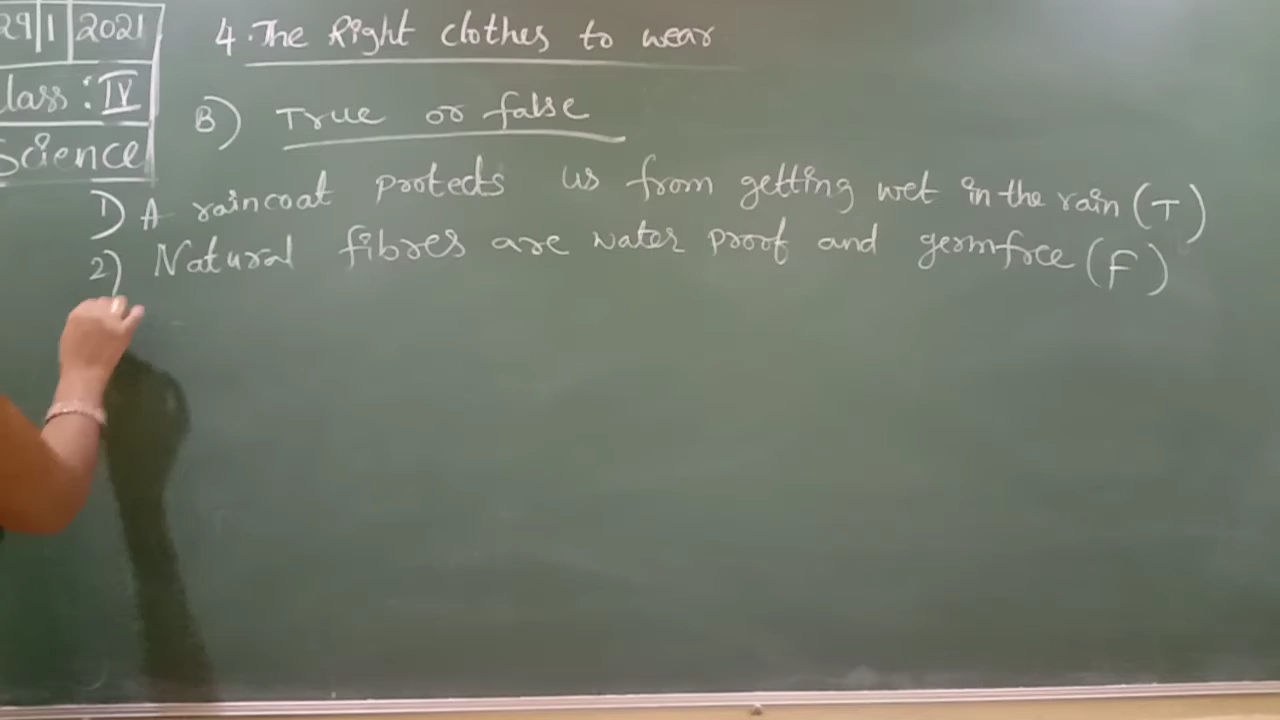 29|1|2021
Class : IV
Science
4. The Right clothes to wear
B) True or false
1) A raincoat protects us from getting wet in the rain (T)
2) Natural fibres are water proof and germfree (F)